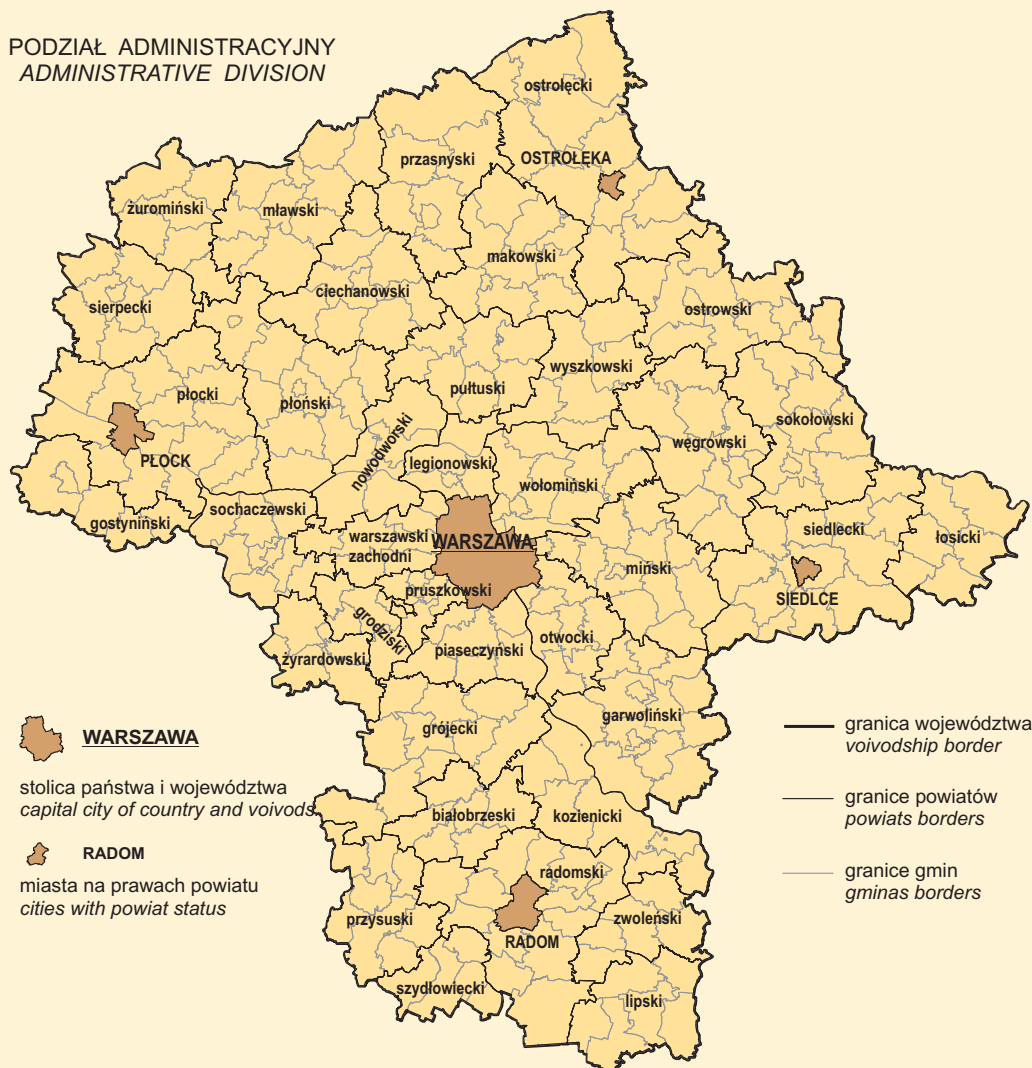 PODZIAŁ ADMINISTRACYJNY
ADMINISTRATIVE DIVISION
ostrołęcki
przasnyski
OSTROŁĘKA
żuromiński
mławski
makowski
ciechanowski
sierpecki
ostrowski
wyszkowski
płocki
płoński
pułtuski
sokołowski
nowodworski
węgrowski
PŁOCK
legionowski
wołomiński
gostyniński
sochaczewski
siedlecki
łosicki
warszawski
zachodni
WARSZAWA
miński
pruszkowski
SIEDLCE
grodziski
otwocki
piaseczyński
żyrardowski
garwoliński
grójecki
WARSZAWA
stolica państwa i województwa
capital city of country and voivods
RADOM
miasta na prawach powiatu
cities with powiat status
granica województwa
voivodship border
granice powiatów
powiats borders
granice gmin
gminas borders
białobrzeski
kozienicki
radomski
przysuski
zwoleński
RADOM
szydłowiecki
lipski